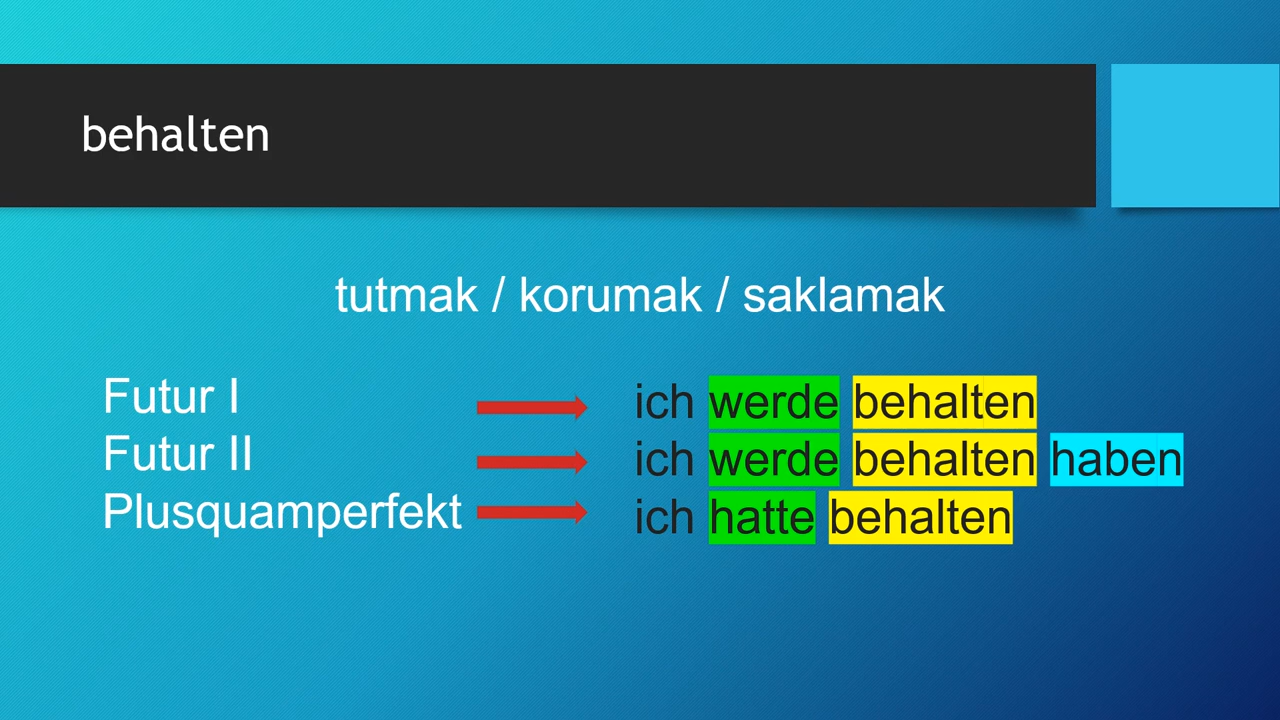 behalten
tutmak / korumak / saklamak
Futur I
ich werde behalten
Futur II
ich werde behalten haben
Plusquamperfekt
ich hatte behalten